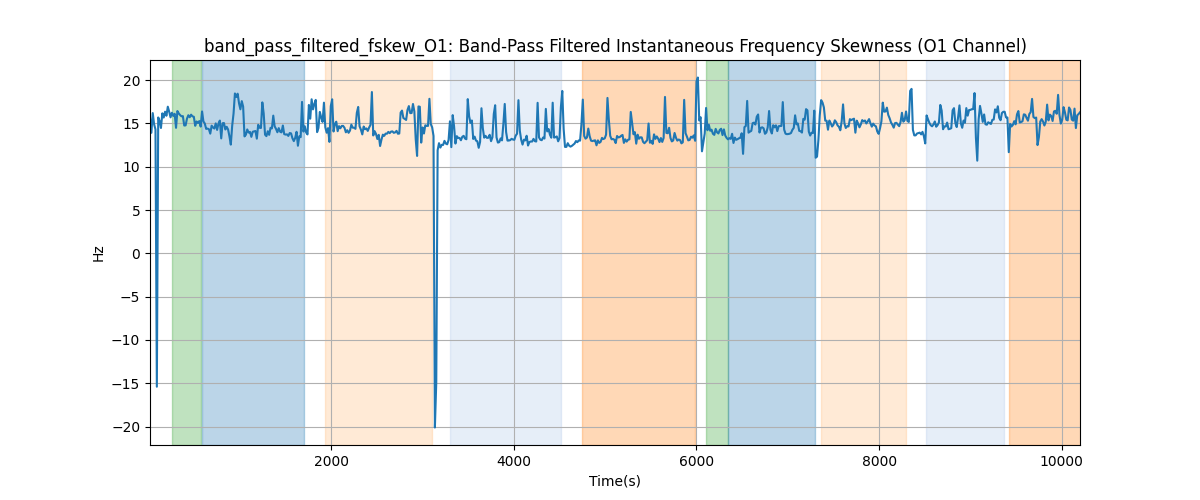 band_pass_filtered_fskew_O1: Band-Pass Filtered Instantaneous Frequency Skewness (O1 Channel)
20
15
10
5
0
−5
−10
−15
−20
Hz
2000 4000 6000 8000 10000
Time(s)